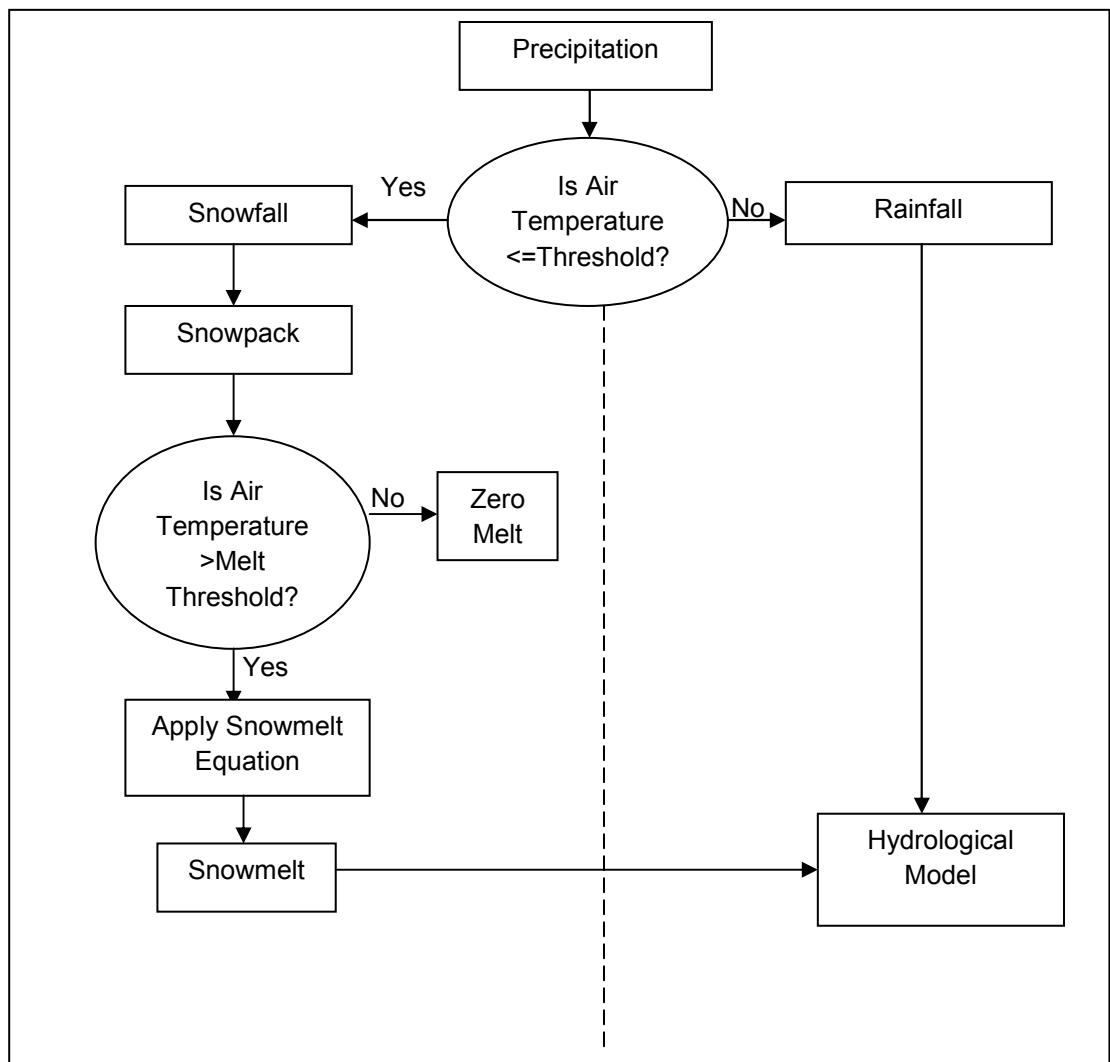 Precipitation
Is Air
Temperature
<=Threshold?
Yes
No
Snowfall
Rainfall
Snowpack
Is Air
Temperature
>Melt
Threshold?
No
Zero
Melt
Yes
Apply Snowmelt
Equation
Snowmelt
Hydrological
Model